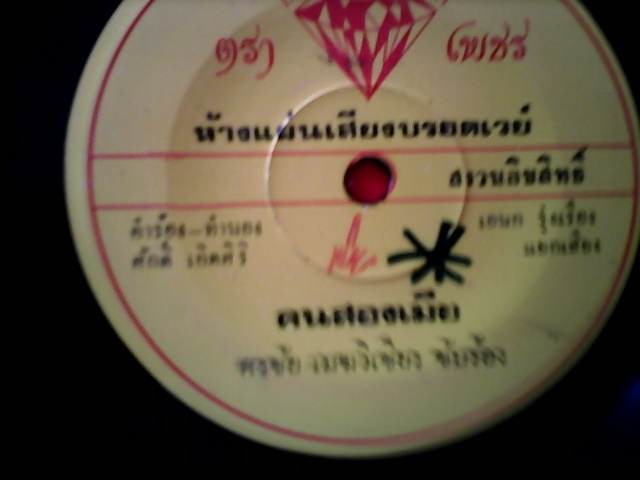 ตรา เพชร
ห้างแผ่นเสียงบรอดเวย์
สงวนลิขสิทธิ์
คำร้อง-ทำนอง
ศักดิ์ เกิดศิริ
เอนก รุ่งเรือง
แยกเสียง
คนสองเมีย
ศรชัย เมฆวิเชียร ขับร้อง